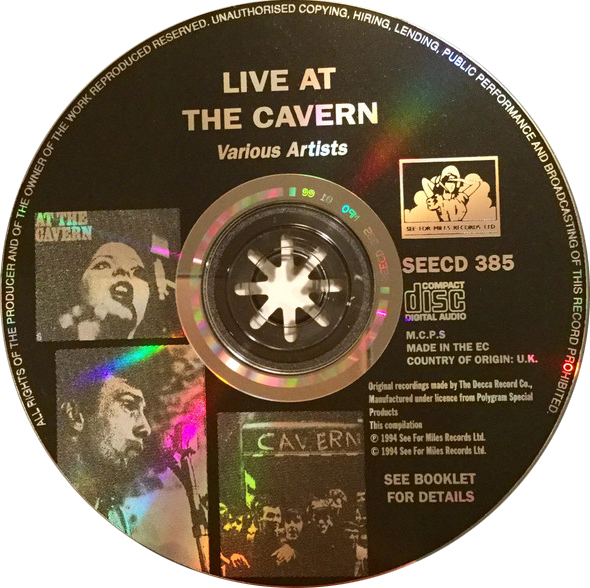 ALL RIGHTS OF THE PRODUCER AND OF THE OWNER OF THE WORK REPRODUCED RESERVED. UNAUTHORISED COPYING, HIRING, LENDING, PUBLIC PERFORMANCE AND BROADCASTING OF THIS RECORD PROHIBITED.
LIVE AT
THE CAVERN
Various Artists
AT THE
CAVERN
SEE FOR MILES RECORDS LTD
SEECD 385
COMPACT
disc
DIGITAL AUDIO
M.C.P.S
MADE IN THE EC
COUNTRY OF ORIGIN: U.K.
Original recordings made by The Decca Record Co.,
Manufactured under licence from Polygram Special
Products
This compilation
℗ 1994 See For Miles Records Ltd.
© 1994 See For Miles Records Ltd.
SEE BOOKLET
FOR DETAILS
CAVERN